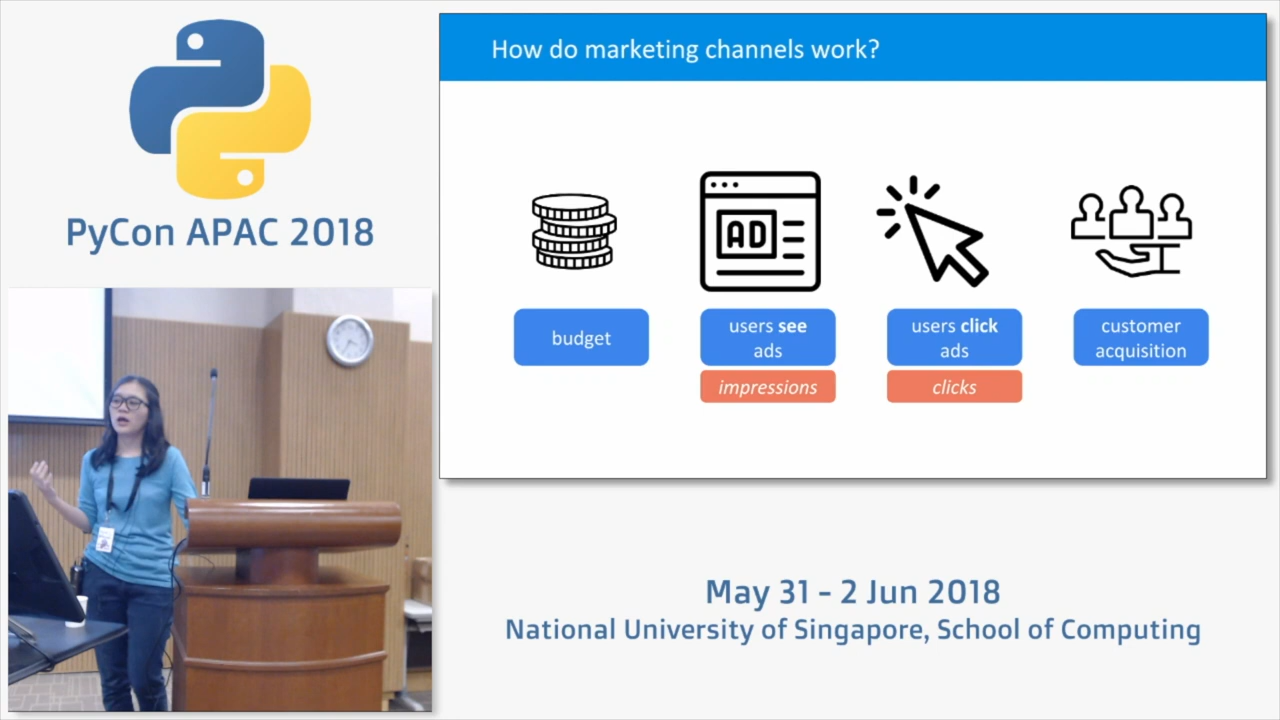 PyCon APAC 2018
How do marketing channels work?
AD
budget
users see
ads
impressions
users click
ads
clicks
customer
acquisition
May 31 - 2 Jun 2018
National University of Singapore, School of Computing